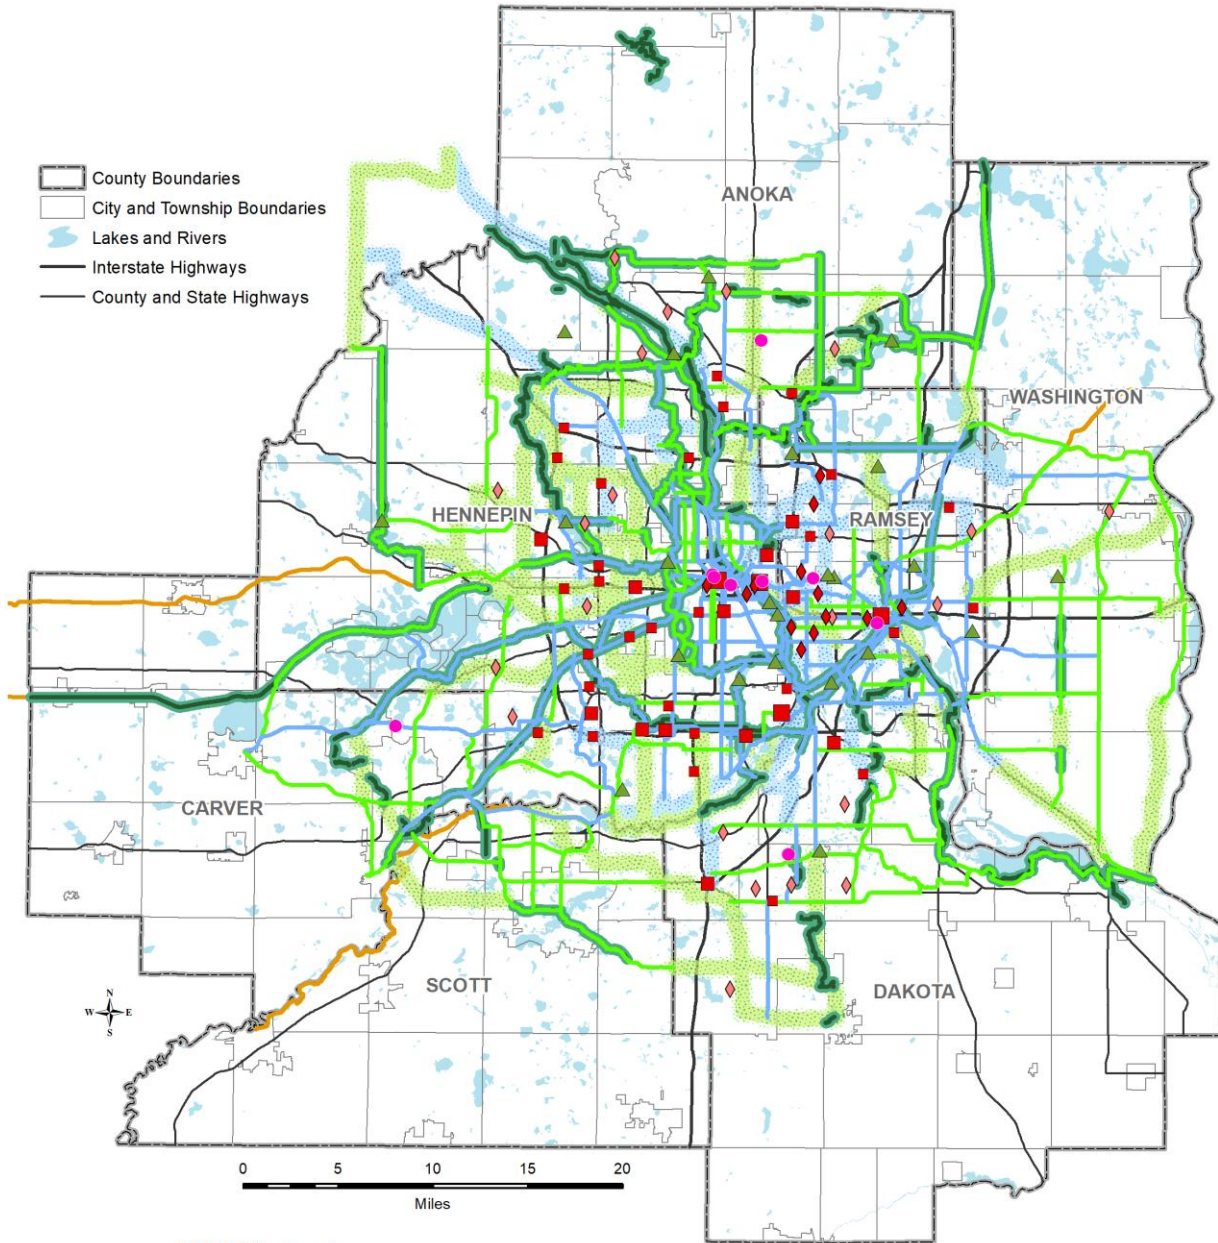 ANOKA
County Boundaries
City and Township Boundaries
Lakes and Rivers
Interstate Highways
County and State Highways
WASHINGTON
HENNEPIN
RAMSEY
CARVER
SCOTT
DAKOTA
N
W E
S
0 5 10 15 20
Miles